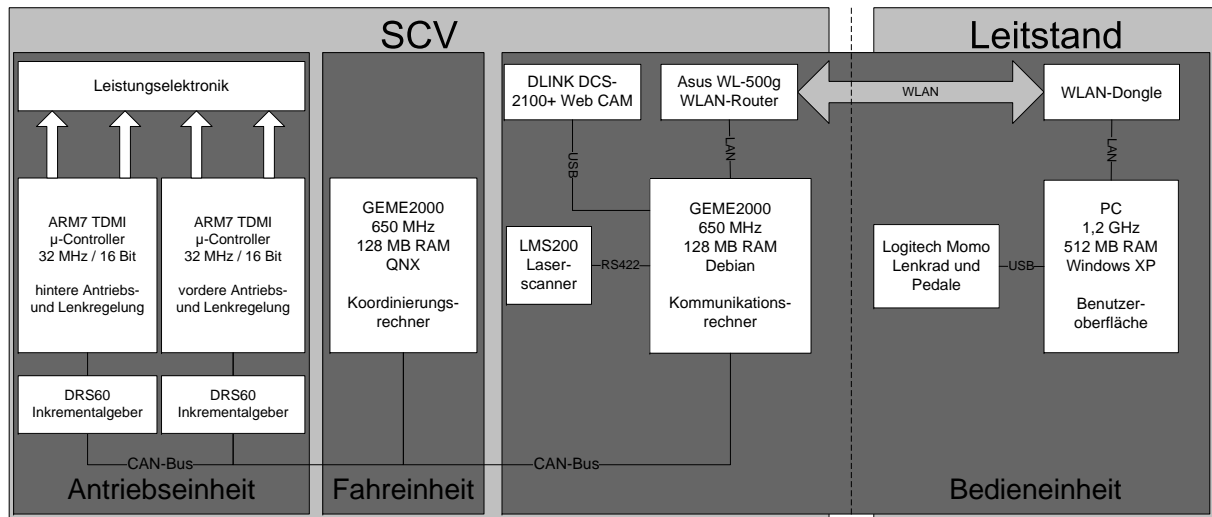 SCV
Leitstand
Leistungselektronik
ARM7 TDMI
µ-Controller
32 MHz / 16 Bit
hintere Antriebs-
und Lenkregelung
ARM7 TDMI
µ-Controller
32 MHz / 16 Bit
vordere Antriebs-
und Lenkregelung
DRS60
Inkrementalgeber
DRS60
Inkrementalgeber
CAN-Bus
Antriebseinheit
GEME2000
650 MHz
128 MB RAM
QNX
Koordinierungs-
rechner
Fahreinheit
DLINK DCS-
2100+ Web CAM
Asus WL-500g
WLAN-Router
USB
LAN
LMS200
Laser-
scanner
RS422
GEME2000
650 MHz
128 MB RAM
Debian
Kommunikations-
rechner
CAN-Bus
WLAN
WLAN-Dongle
LAN
Logitech Momo
Lenkrad und
Pedale
USB
PC
1,2 GHz
512 MB RAM
Windows XP
Benutzer-
oberfläche
Bedieneinheit